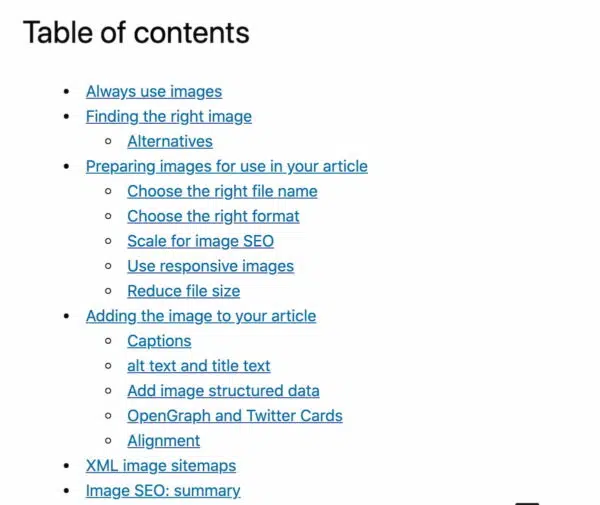 Table of contents
Always use images
Finding the right image
Alternatives
Preparing images for use in your article
Choose the right file name
Choose the right format
Scale for image SEO
Use responsive images
Reduce file size
Adding the image to your article
Captions
alt text and title text
Add image structured data
OpenGraph and Twitter Cards
Alignment
XML image sitemaps
Image SEO: summary